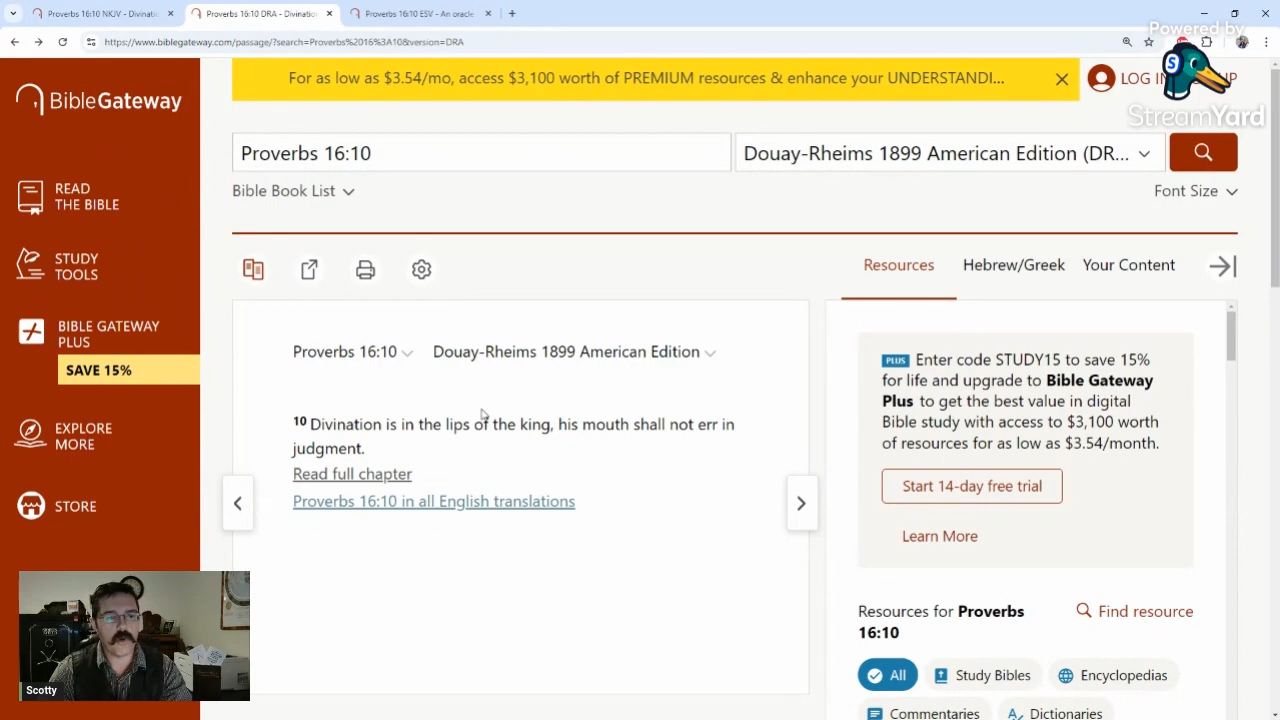 Proverbs 16:10 NKJV - Divinatio
Proverbs 16:10 DRA - Divination
Proverbs 16:10 ESV - An oracle
https://www.biblegateway.com/passage/?search=Proverbs%2016%3A10&version=DRA
Powered by
StreamYard
BibleGateway
For as low as $3.54/mo, access $3,100 worth of PREMIUM resources & enhance your UNDERSTANDI...
LOG IN
UP
Proverbs 16:10
Douay-Rheims 1899 American Edition (DR...
Bible Book List
Font Size
READ
THE BIBLE
STUDY
TOOLS
BIBLE GATEWAY
PLUS
SAVE 15%
EXPLORE
MORE
STORE
Resources
Hebrew/Greek
Your Content
Proverbs 16:10
Douay-Rheims 1899 American Edition
10 Divination is in the lips of the king, his mouth shall not err in
judgment.
Read full chapter
Proverbs 16:10 in all English translations
PLUS Enter code STUDY15 to save 15%
for life and upgrade to Bible Gateway
Plus to get the best value in digital
Bible study with access to $3,100 worth
of resources for as low as $3.54/month.
Start 14-day free trial
Learn More
Resources for Proverbs
16:10
Find resource
All
Study Bibles
Encyclopedias
Commentaries
Dictionaries
Scotty